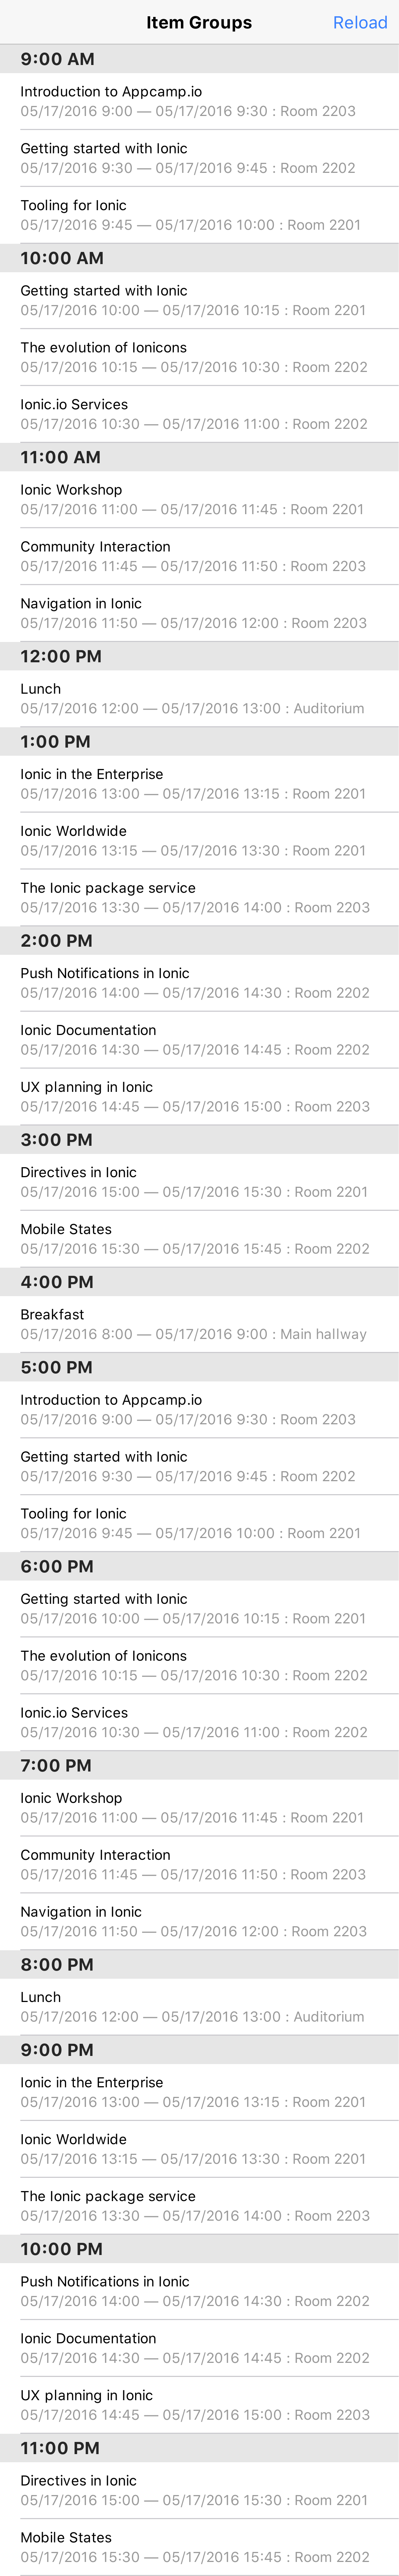 Item Groups
Reload
9:00 AM
Introduction to Appcamp.io
05/17/2016 9:00 — 05/17/2016 9:30 : Room 2203
Getting started with Ionic
05/17/2016 9:30 — 05/17/2016 9:45 : Room 2202
Tooling for Ionic
05/17/2016 9:45 — 05/17/2016 10:00 : Room 2201
10:00 AM
Getting started with Ionic
05/17/2016 10:00 — 05/17/2016 10:15 : Room 2201
The evolution of Ionicons
05/17/2016 10:15 — 05/17/2016 10:30 : Room 2202
Ionic.io Services
05/17/2016 10:30 — 05/17/2016 11:00 : Room 2202
11:00 AM
Ionic Workshop
05/17/2016 11:00 — 05/17/2016 11:45 : Room 2201
Community Interaction
05/17/2016 11:45 — 05/17/2016 11:50 : Room 2203
Navigation in Ionic
05/17/2016 11:50 — 05/17/2016 12:00 : Room 2203
12:00 PM
Lunch
05/17/2016 12:00 — 05/17/2016 13:00 : Auditorium
1:00 PM
Ionic in the Enterprise
05/17/2016 13:00 — 05/17/2016 13:15 : Room 2201
Ionic Worldwide
05/17/2016 13:15 — 05/17/2016 13:30 : Room 2201
The Ionic package service
05/17/2016 13:30 — 05/17/2016 14:00 : Room 2203
2:00 PM
Push Notifications in Ionic
05/17/2016 14:00 — 05/17/2016 14:30 : Room 2202
Ionic Documentation
05/17/2016 14:30 — 05/17/2016 14:45 : Room 2202
UX planning in Ionic
05/17/2016 14:45 — 05/17/2016 15:00 : Room 2203
3:00 PM
Directives in Ionic
05/17/2016 15:00 — 05/17/2016 15:30 : Room 2201
Mobile States
05/17/2016 15:30 — 05/17/2016 15:45 : Room 2202
4:00 PM
Breakfast
05/17/2016 8:00 — 05/17/2016 9:00 : Main hallway
5:00 PM
Introduction to Appcamp.io
05/17/2016 9:00 — 05/17/2016 9:30 : Room 2203
Getting started with Ionic
05/17/2016 9:30 — 05/17/2016 9:45 : Room 2202
Tooling for Ionic
05/17/2016 9:45 — 05/17/2016 10:00 : Room 2201
6:00 PM
Getting started with Ionic
05/17/2016 10:00 — 05/17/2016 10:15 : Room 2201
The evolution of Ionicons
05/17/2016 10:15 — 05/17/2016 10:30 : Room 2202
Ionic.io Services
05/17/2016 10:30 — 05/17/2016 11:00 : Room 2202
7:00 PM
Ionic Workshop
05/17/2016 11:00 — 05/17/2016 11:45 : Room 2201
Community Interaction
05/17/2016 11:45 — 05/17/2016 11:50 : Room 2203
Navigation in Ionic
05/17/2016 11:50 — 05/17/2016 12:00 : Room 2203
8:00 PM
Lunch
05/17/2016 12:00 — 05/17/2016 13:00 : Auditorium
9:00 PM
Ionic in the Enterprise
05/17/2016 13:00 — 05/17/2016 13:15 : Room 2201
Ionic Worldwide
05/17/2016 13:15 — 05/17/2016 13:30 : Room 2201
The Ionic package service
05/17/2016 13:30 — 05/17/2016 14:00 : Room 2203
10:00 PM
Push Notifications in Ionic
05/17/2016 14:00 — 05/17/2016 14:30 : Room 2202
Ionic Documentation
05/17/2016 14:30 — 05/17/2016 14:45 : Room 2202
UX planning in Ionic
05/17/2016 14:45 — 05/17/2016 15:00 : Room 2203
11:00 PM
Directives in Ionic
05/17/2016 15:00 — 05/17/2016 15:30 : Room 2201
Mobile States
05/17/2016 15:30 — 05/17/2016 15:45 : Room 2202